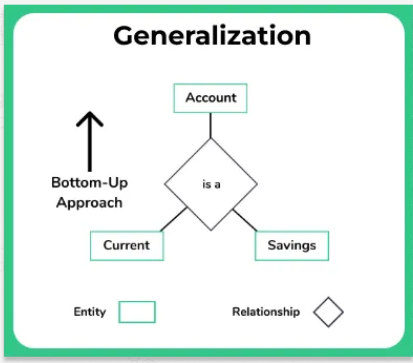 Generalization
Account
Bottom-Up
Approach
is a
Current
Savings
Entity
Relationship